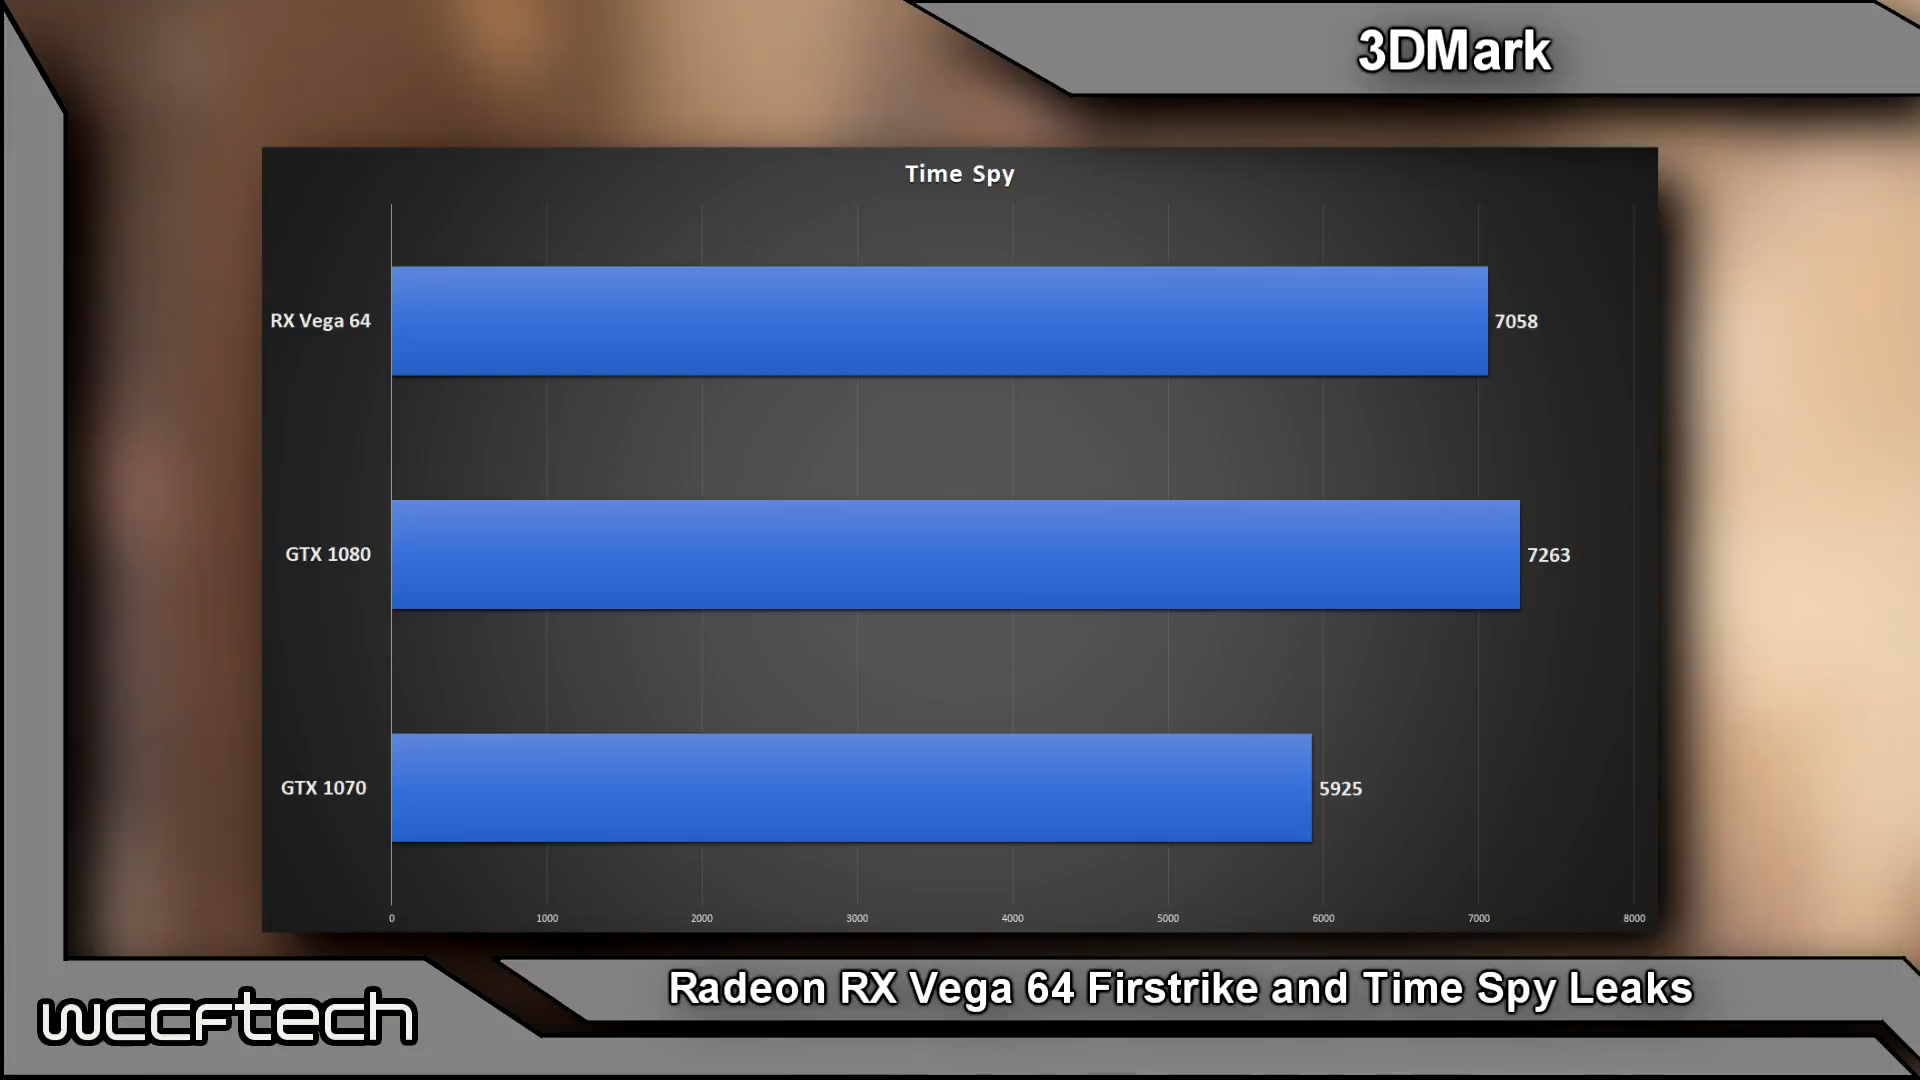 3DMark
Time Spy
RX Vega 64
7058
GTX 1080
7263
GTX 1070
5925
0 1000 2000 3000 4000 5000 6000 7000 8000
Radeon RX Vega 64 Firstrike and Time Spy Leaks
wccftech